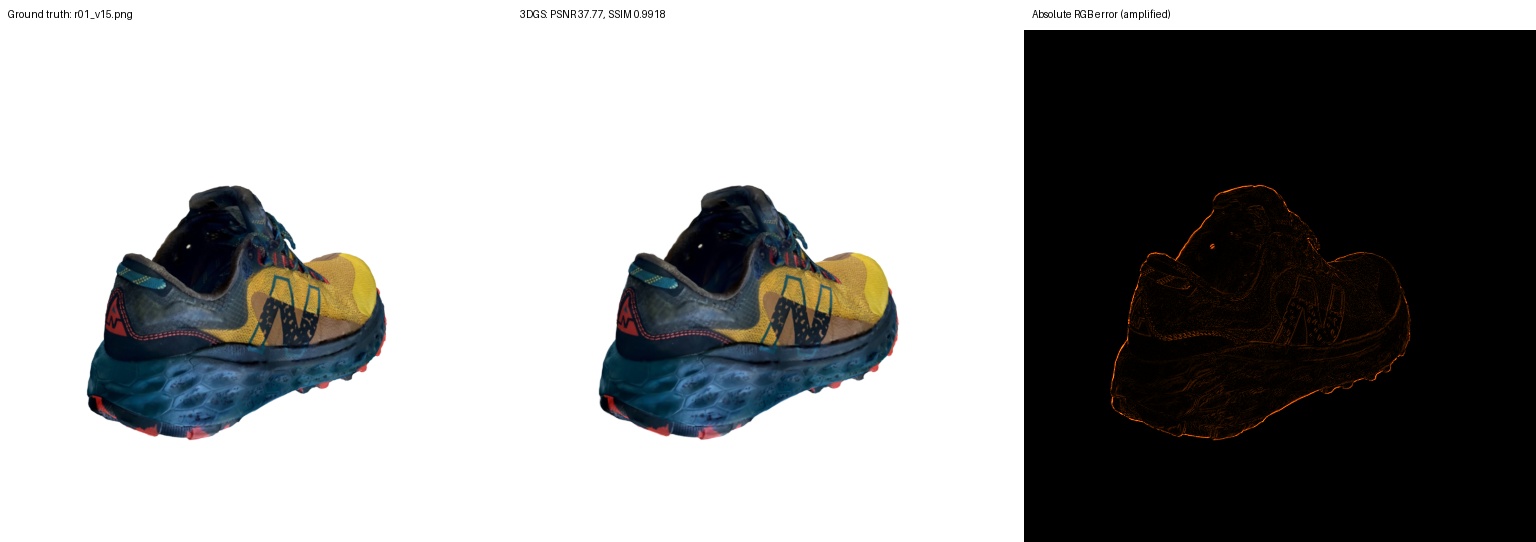 Ground truth: r01_v15.png
3DGS: PSNR 37.77, SSIM 0.9918
Absolute RGB error (amplified)
N